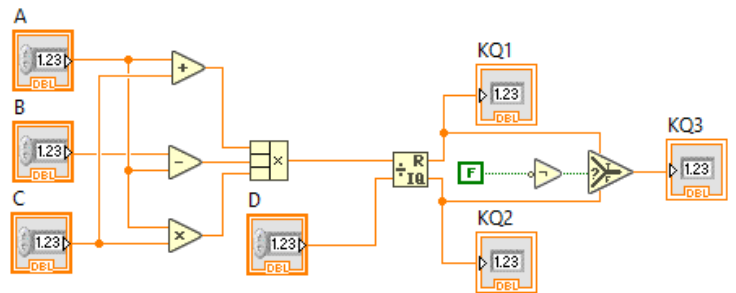 A
1.23
DBL
B
1.23
DBL
C
1.23
DBL
+
-
×
×
D
1.23
DBL
÷ R
IQ
F
¬
? T
F
KQ1
1.23
DBL
KQ2
1.23
DBL
KQ3
1.23
DBL